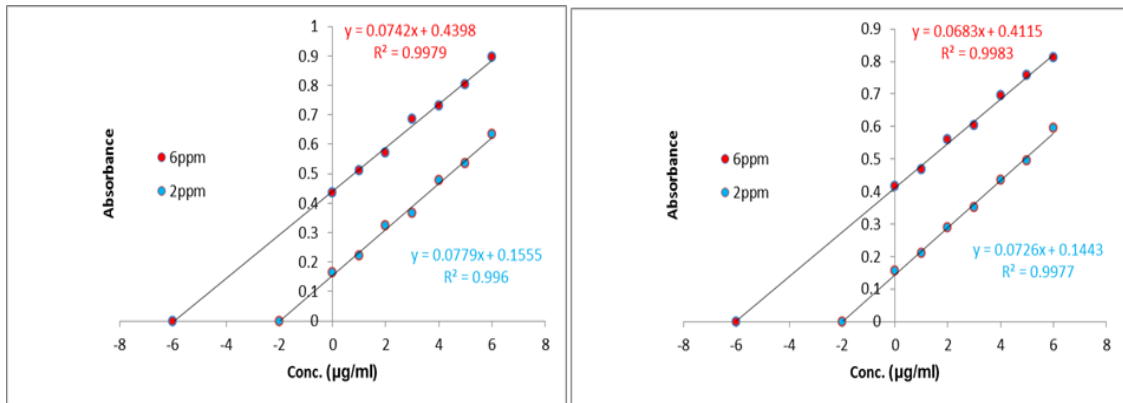 y = 0.0742x + 0.4398
R² = 0.9979
1
0.9
0.8
0.7
0.6
0.5
0.4
0.3
0.2
0.1
0
Absorbance
6ppm
2ppm
y = 0.0779x + 0.1555
R² = 0.996
-8 -6 -4 -2 0 2 4 6 8
Conc. (µg/ml)
y = 0.0683x + 0.4115
R² = 0.9983
0.9
0.8
0.7
0.6
0.5
0.4
0.3
0.2
0.1
0
Absorbance
6ppm
2ppm
y = 0.0726x + 0.1443
R² = 0.9977
-8 -6 -4 -2 0 2 4 6 8
Conc. (µg/ml)